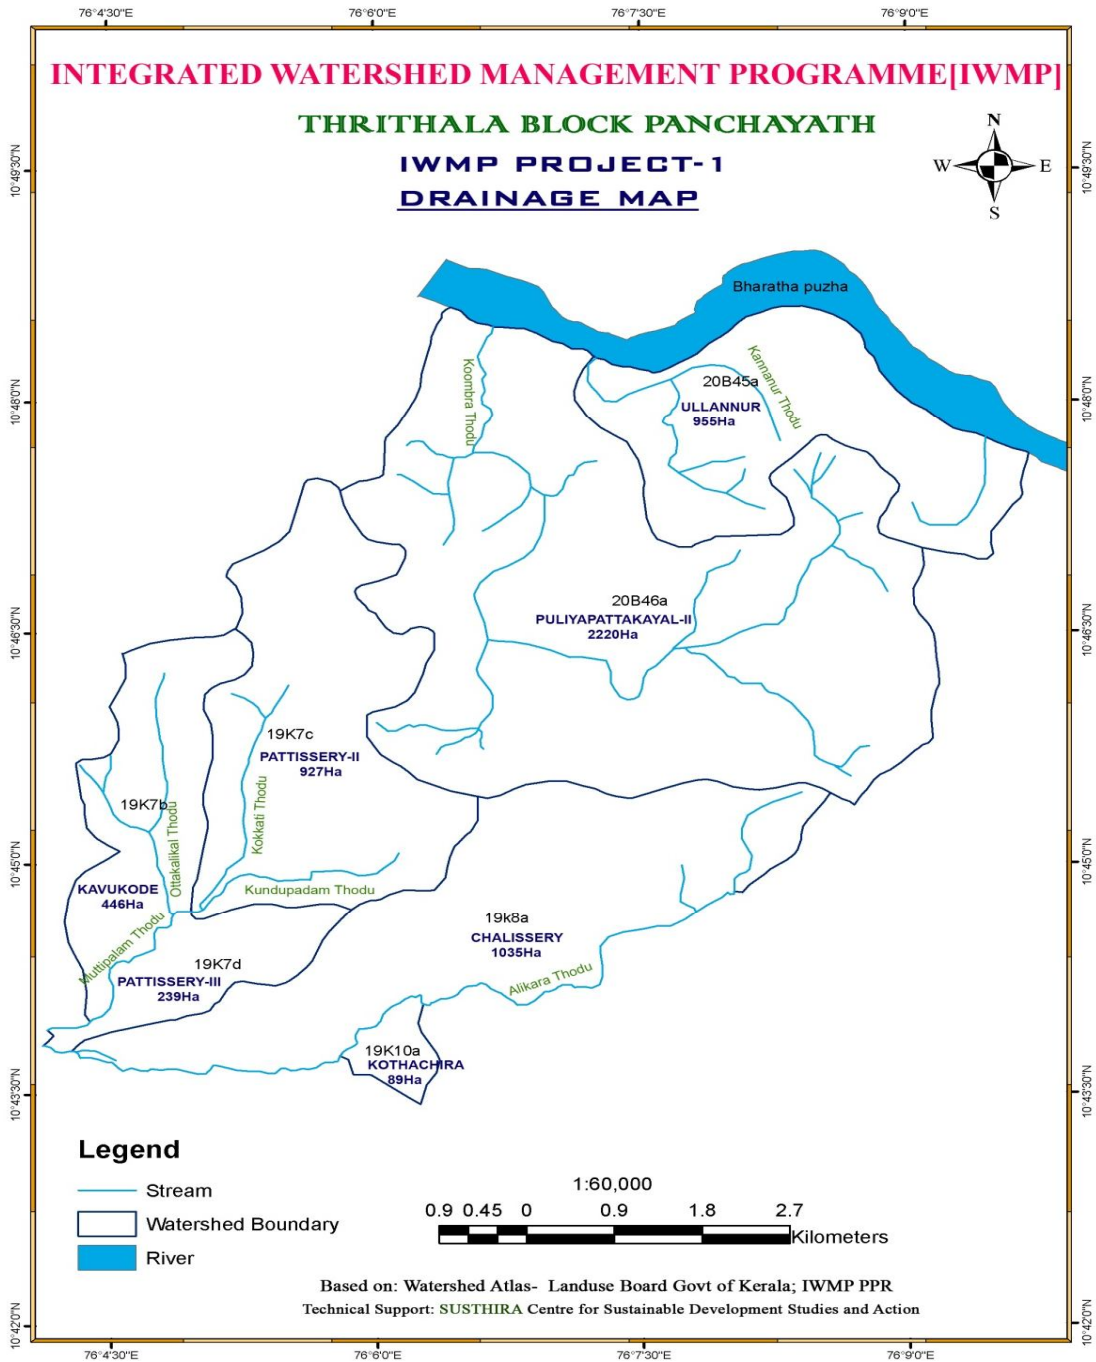 76°4'30"E 76°6'0"E 76°7'30"E 76°9'0"E
INTEGRATED WATERSHED MANAGEMENT PROGRAMME[IWMP]
THRITHALA BLOCK PANCHAYATH
IWMP PROJECT-1
DRAINAGE MAP
N
W E
S
10°49'30"N 10°49'30"N
Bharatha puzha
Koombra Thodu
Kannanur Thodu
20B45a
ULLANNUR
955Ha
10°48'0"N 10°48'0"N
20B46a
PULIYAPATTAKAYAL-II
2220Ha
10°46'30"N 10°46'30"N
19K7c
PATTISSERY-II
927Ha
19K7b
Ottakalikal Thodu
Kokkati Thodu
10°45'0"N 10°45'0"N
KAVUKODE
446Ha
Kundupadam Thodu
Muttipalam Thodu
19k8a
CHALISSERY
1035Ha
19K7d
PATTISSERY-III
239Ha
Alikara Thodu
19K10a
KOTHACHIRA
89Ha
10°43'30"N 10°43'30"N
Legend
Stream
Watershed Boundary
River
1:60,000
0.9 0.45 0 0.9 1.8 2.7
Kilometers
Based on: Watershed Atlas- Landuse Board Govt of Kerala; IWMP PPR
Technical Support: SUSTHIRA Centre for Sustainable Development Studies and Action
10°42'0"N 10°42'0"N
76°4'30"E 76°6'0"E 76°7'30"E 76°9'0"E